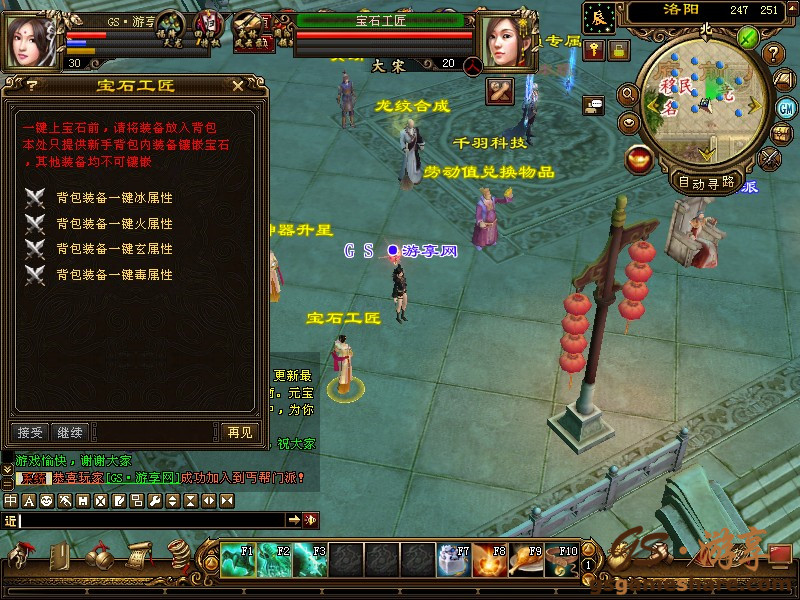 GS·游享
30
宝石工匠
大宋
20
专属
洛阳
247 251
北
移民
自动寻路
GM
? 宝石工匠
一键上宝石前，请将装备放入背包
本处只提供新手背包内装备镶嵌宝石
，其他装备均不可镶嵌
背包装备一键冰属性
背包装备一键火属性
背包装备一键玄属性
背包装备一键毒属性
接受
继续
再见
龙纹合成
千羽科技
劳动值兑换物品
神器升星
GS·游享网
宝石工匠
派
更新最
。元宝
，为你
，祝大家
游戏愉快，谢谢大家
系统 恭喜玩家[GS·游享网]成功加入到丐帮门派！
中 A
近
F1 F2 F3 F7 F8 F9 F10
1
GS·游享